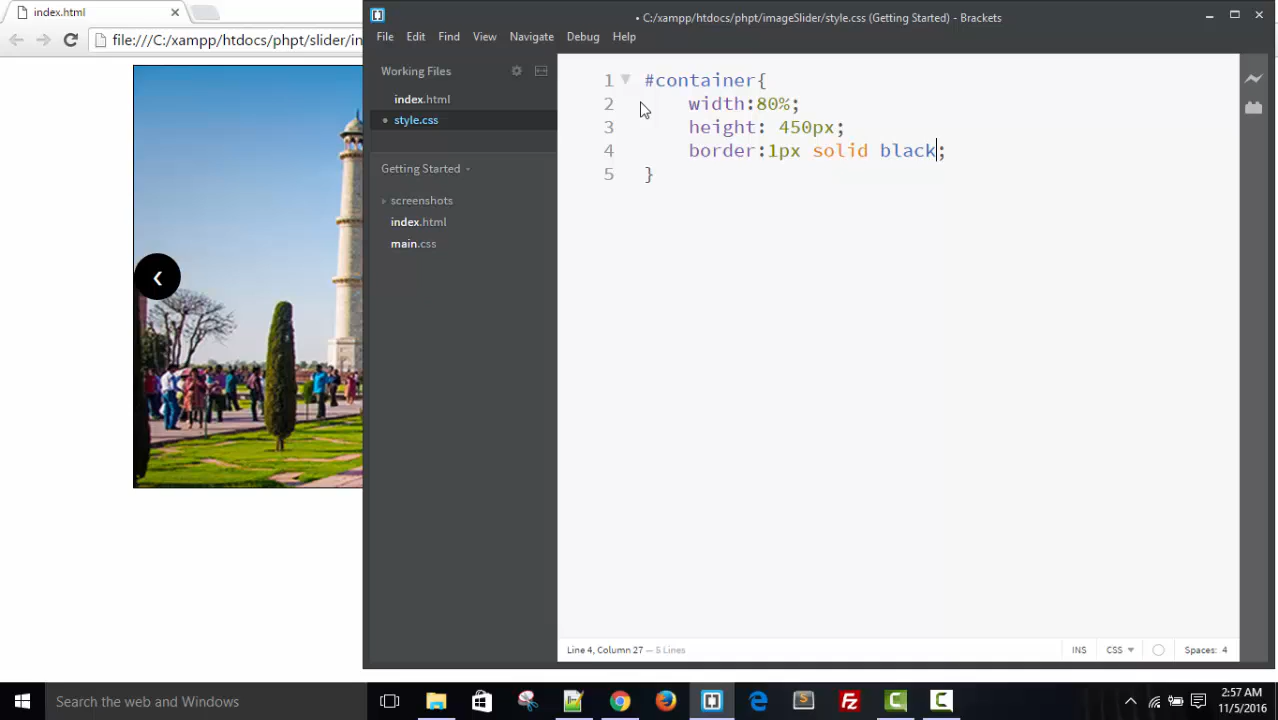 index.html
file:///C:/xampp/htdocs/phpt/slider/in
• C:/xampp/htdocs/phpt/imageSlider/style.css (Getting Started) - Brackets
File Edit Find View Navigate Debug Help
Working Files
index.html
style.css
Getting Started
screenshots
index.html
main.css
1 #container{
2 width:80%;
3 height: 450px;
4 border:1px solid black;
5 }
Line 4, Column 27 — 5 Lines
INS CSS Spaces: 4
Search the web and Windows
2:57 AM
11/5/2016